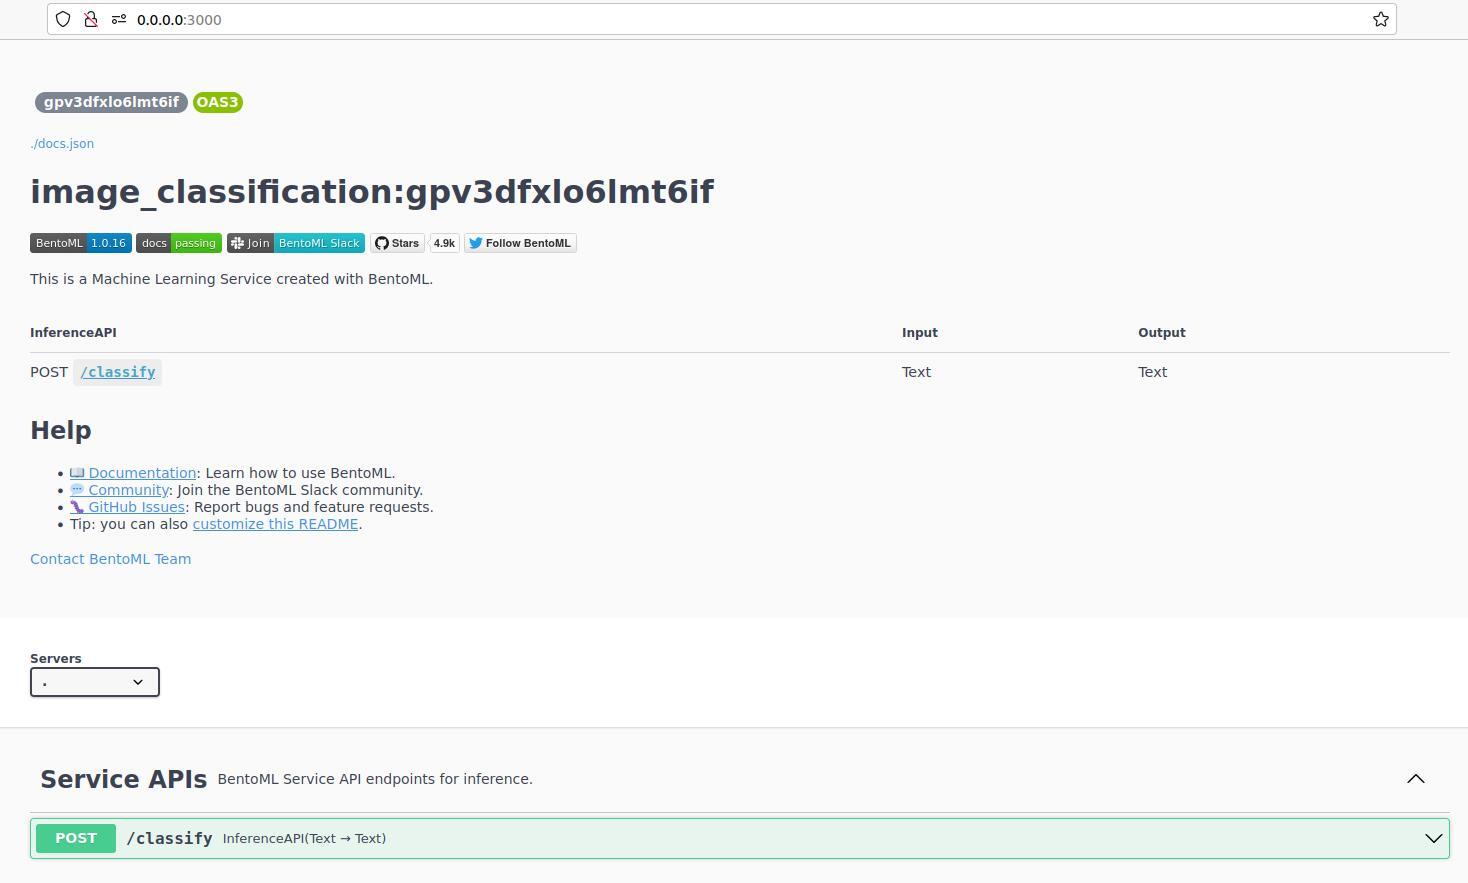 0.0.0.0:3000
gpv3dfxlo6lmt6if OAS3
./docs.json
image_classification:gpv3dfxlo6lmt6if
BentoML 1.0.16 docs passing Join BentoML Slack Stars 4.9k Follow BentoML
This is a Machine Learning Service created with BentoML.
InferenceAPI Input Output
POST /classify Text Text
Help
• 📖 Documentation: Learn how to use BentoML.
• 💬 Community: Join the BentoML Slack community.
• 🐛 GitHub Issues: Report bugs and feature requests.
• Tip: you can also customize this README.
Contact BentoML Team
Servers
.
Service APIs BentoML Service API endpoints for inference.
POST /classify InferenceAPI(Text → Text)